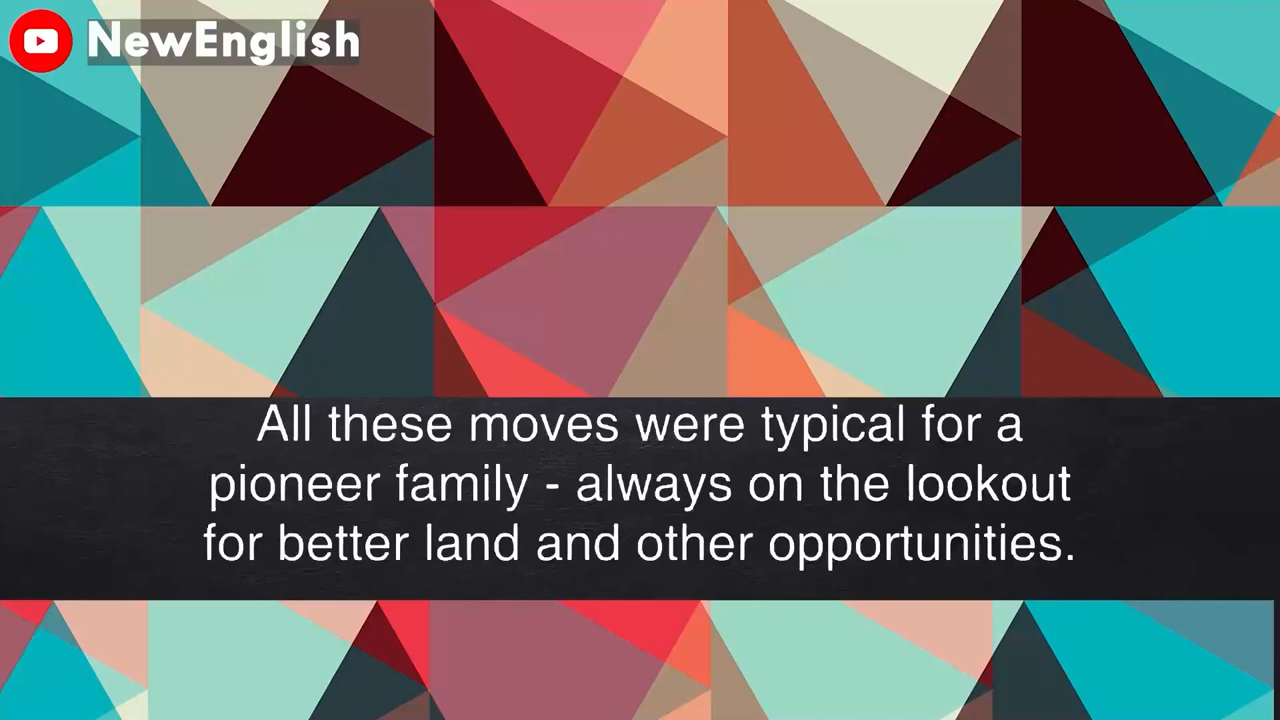 NewEnglish
All these moves were typical for a
pioneer family - always on the lookout
for better land and other opportunities.